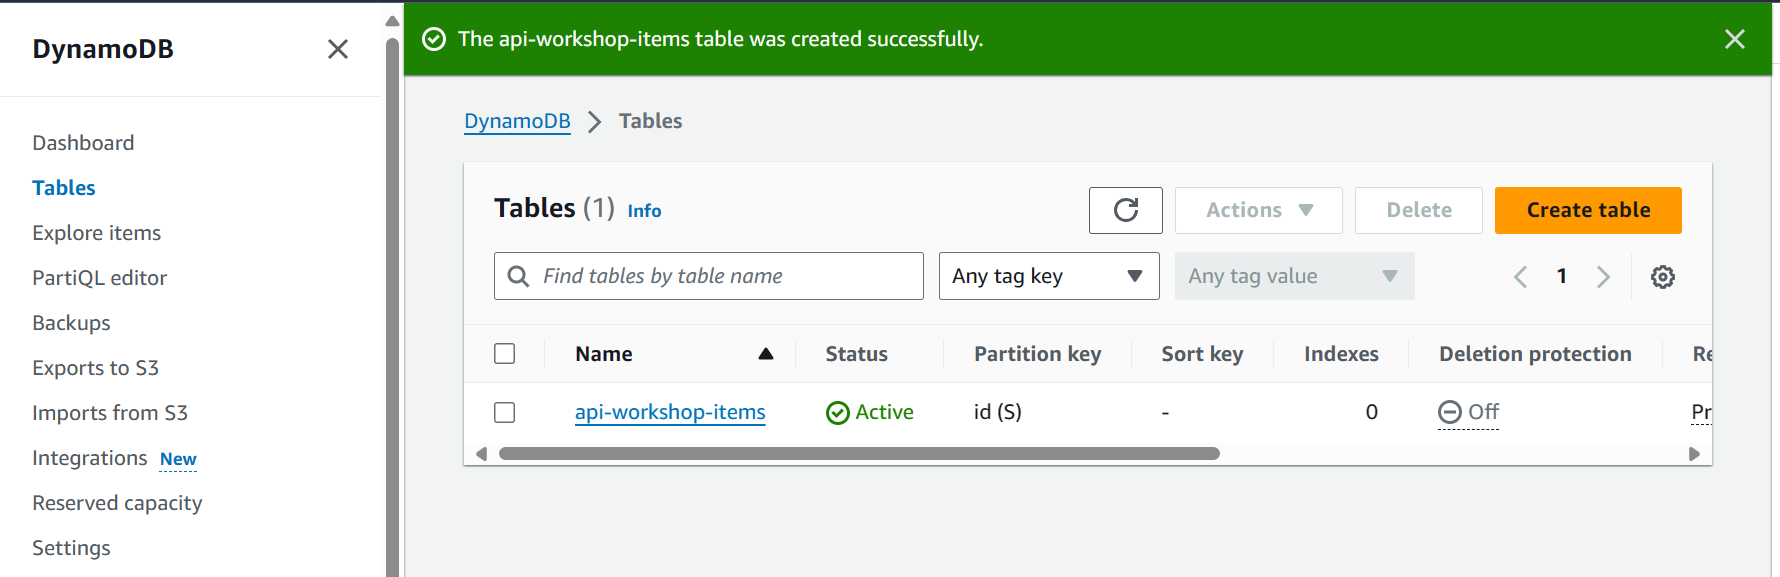 DynamoDB
Dashboard
Tables
Explore items
PartiQL editor
Backups
Exports to S3
Imports from S3
Integrations New
Reserved capacity
Settings
The api-workshop-items table was created successfully.
DynamoDB Tables
Tables (1) Info
Actions Delete Create table
Find tables by table name Any tag key Any tag value 1
Name Status Partition key Sort key Indexes Deletion protection Re
api-workshop-items Active id (S) - 0 Off Pr